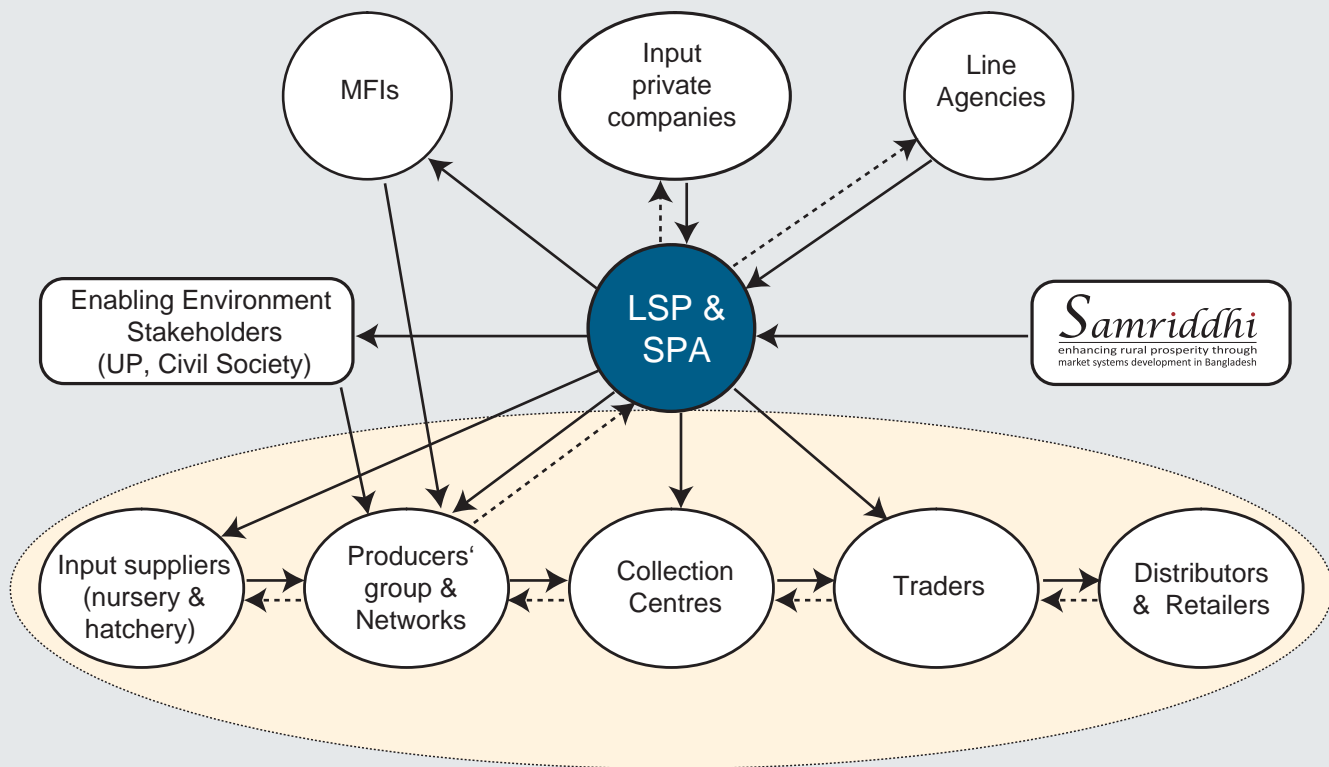 MFIs
Input
private
companies
Line
Agencies
Enabling Environment
Stakeholders
(UP, Civil Society)
LSP &
SPA
Samriddhi
enhancing rural prosperity through
market systems development in Bangladesh
Input suppliers
(nursery &
hatchery)
Producers‘
group &
Networks
Collection
Centres
Traders
Distributors
& Retailers